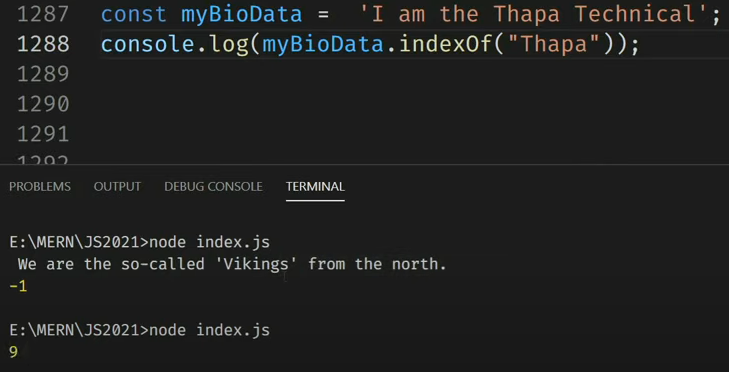 1287 const myBioData =  'I am the Thapa Technical';
1288 console.log(myBioData.indexOf("Thapa"));
1289
1290
1291
1292
PROBLEMS OUTPUT DEBUG CONSOLE TERMINAL
E:\MERN\JS2021>node index.js
 We are the so-called 'Vikings' from the north.
-1
E:\MERN\JS2021>node index.js
9